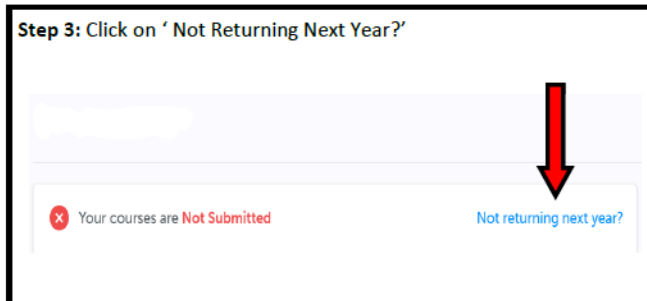 Step 3: Click on ‘ Not Returning Next Year?’
Your courses are Not Submitted
Not returning next year?